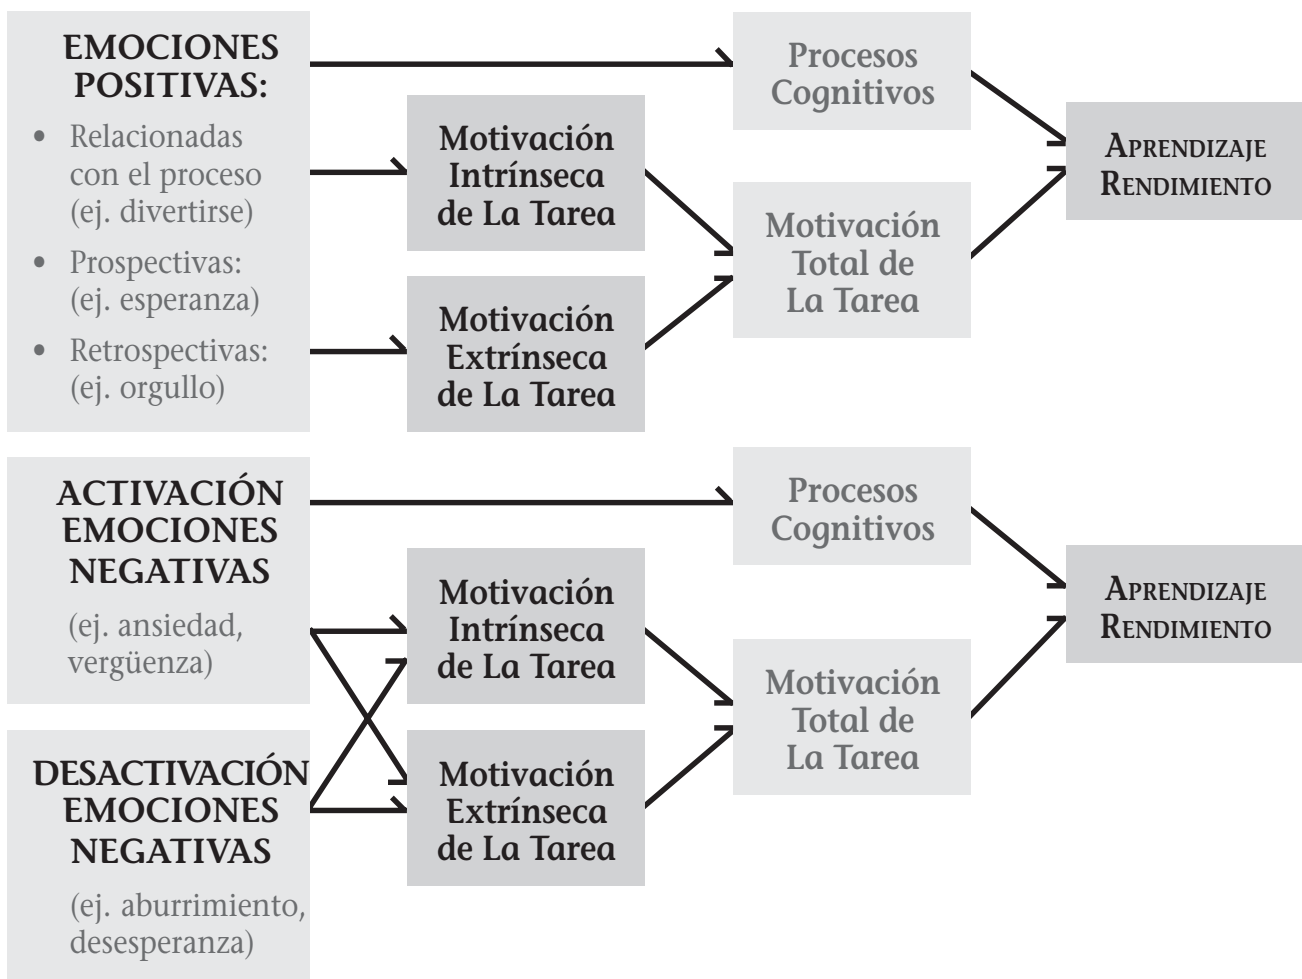 EMOCIONES
POSITIVAS:
• Relacionadas
con el proceso
(ej. divertirse)
• Prospectivas:
(ej. esperanza)
• Retrospectivas:
(ej. orgullo)
Motivación
Intrínseca
de La Tarea
Motivación
Extrínseca
de La Tarea
Procesos
Cognitivos
Motivación
Total de
La Tarea
APRENDIZAJE
RENDIMIENTO
ACTIVACIÓN
EMOCIONES
NEGATIVAS
(ej. ansiedad,
vergüenza)
DESACTIVACIÓN
EMOCIONES
NEGATIVAS
(ej. aburrimiento,
desesperanza)
Motivación
Intrínseca
de La Tarea
Motivación
Extrínseca
de La Tarea
Procesos
Cognitivos
Motivación
Total de
La Tarea
APRENDIZAJE
RENDIMIENTO